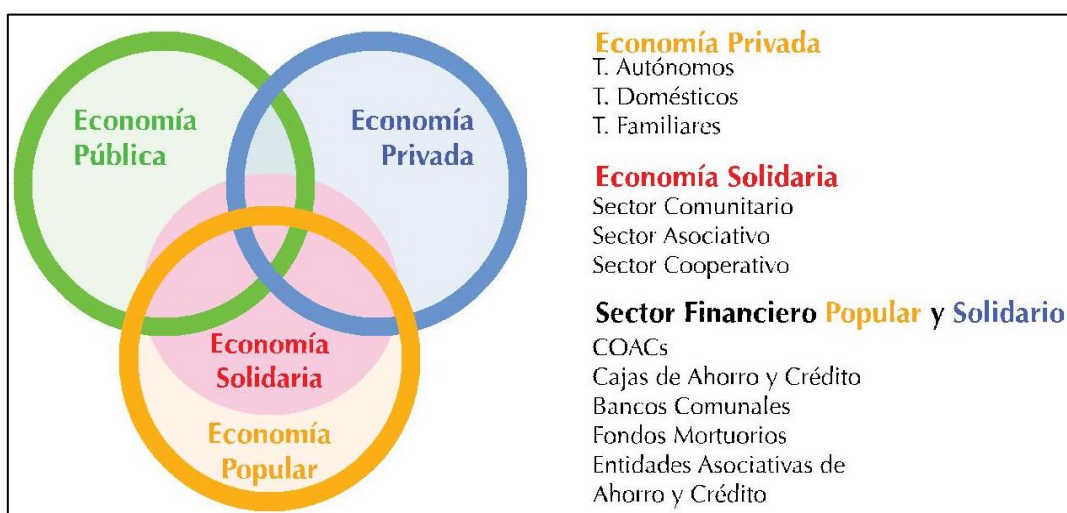 Economía
Pública
Economía
Privada
Economía
Solidaria
Economía
Popular
Economía Privada
T. Autónomos
T. Domésticos
T. Familiares
Economía Solidaria
Sector Comunitario
Sector Asociativo
Sector Cooperativo
Sector Financiero Popular y Solidario
COACs
Cajas de Ahorro y Crédito
Bancos Comunales
Fondos Mortuorios
Entidades Asociativas de
Ahorro y Crédito